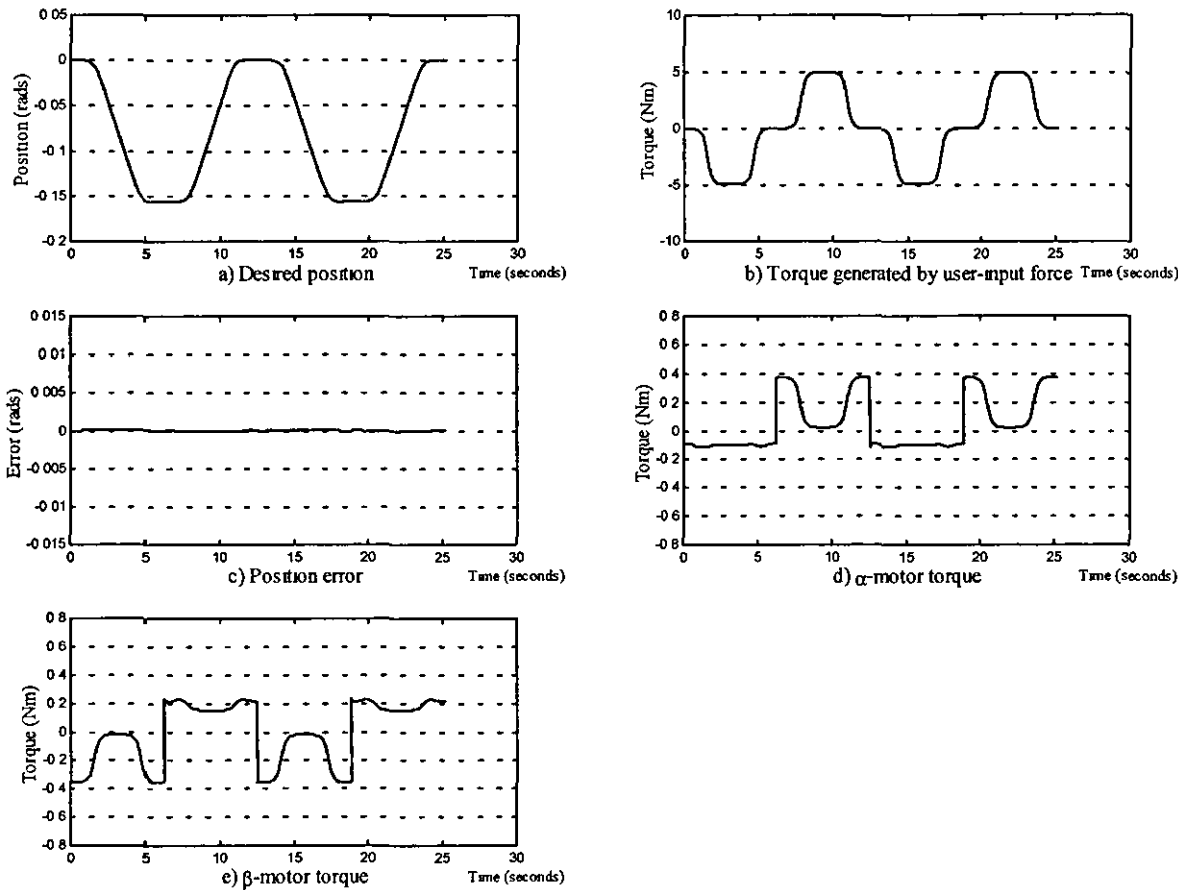 0 05
0
-0 05
-0 1
-0 15
-0 2
Position (rads)
0 5 10 15 20 25 30
a) Desired position
Time (seconds)
10
5
0
-5
-10
Torque (Nm)
0 5 10 15 20 25 30
b) Torque generated by user-input force
Time (seconds)
0 015
0 01
0 005
0
-0 005
-0 01
-0 015
Error (rads)
0 5 10 15 20 25 30
c) Position error
Time (seconds)
0 8
0 6
0 4
0 2
0
-0 2
-0 4
-0 6
-0 8
Torque (Nm)
0 5 10 15 20 25 30
d) α-motor torque
Time (seconds)
0 8
0 6
0 4
0 2
0
-0 2
-0 4
-0 6
-0 8
Torque (Nm)
0 5 10 15 20 25 30
e) β-motor torque
Time (seconds)